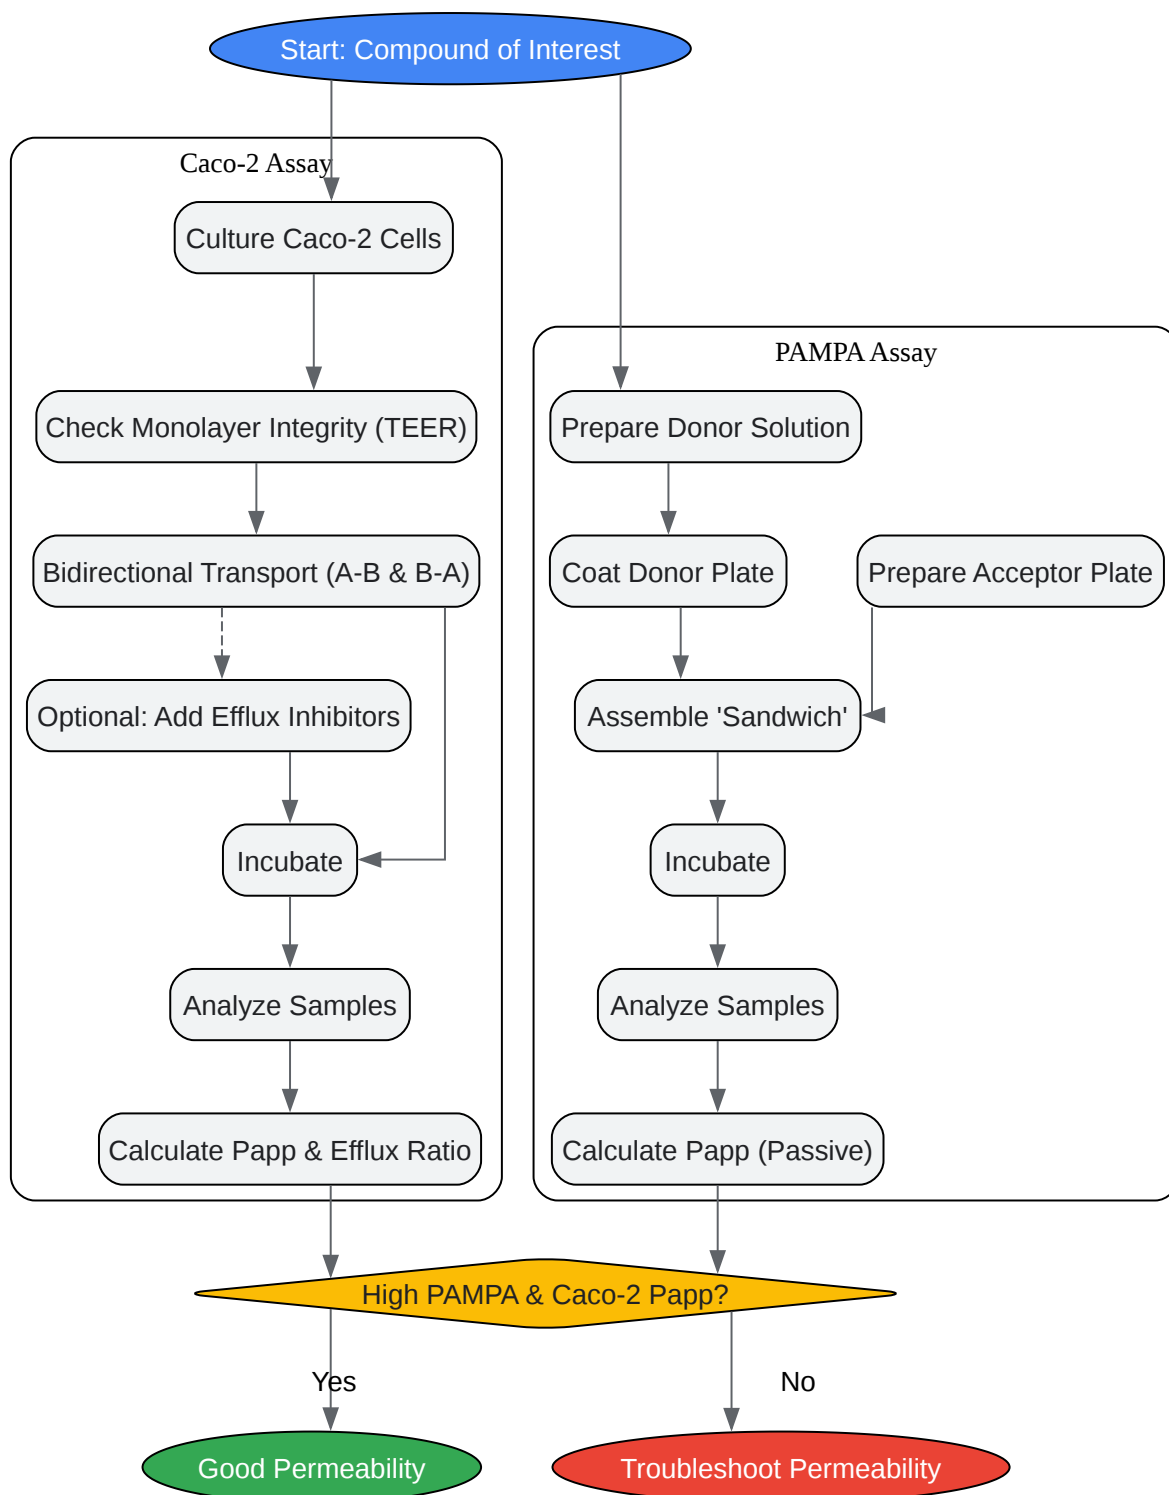 Start: Compound of Interest
Caco-2 Assay
Culture Caco-2 Cells
Check Monolayer Integrity (TEER)
Bidirectional Transport (A-B & B-A)
Optional: Add Efflux Inhibitors
Incubate
Analyze Samples
Calculate Papp & Efflux Ratio
PAMPA Assay
Prepare Donor Solution
Coat Donor Plate
Prepare Acceptor Plate
Assemble 'Sandwich'
Incubate
Analyze Samples
Calculate Papp (Passive)
High PAMPA & Caco-2 Papp?
Yes
No
Good Permeability
Troubleshoot Permeability